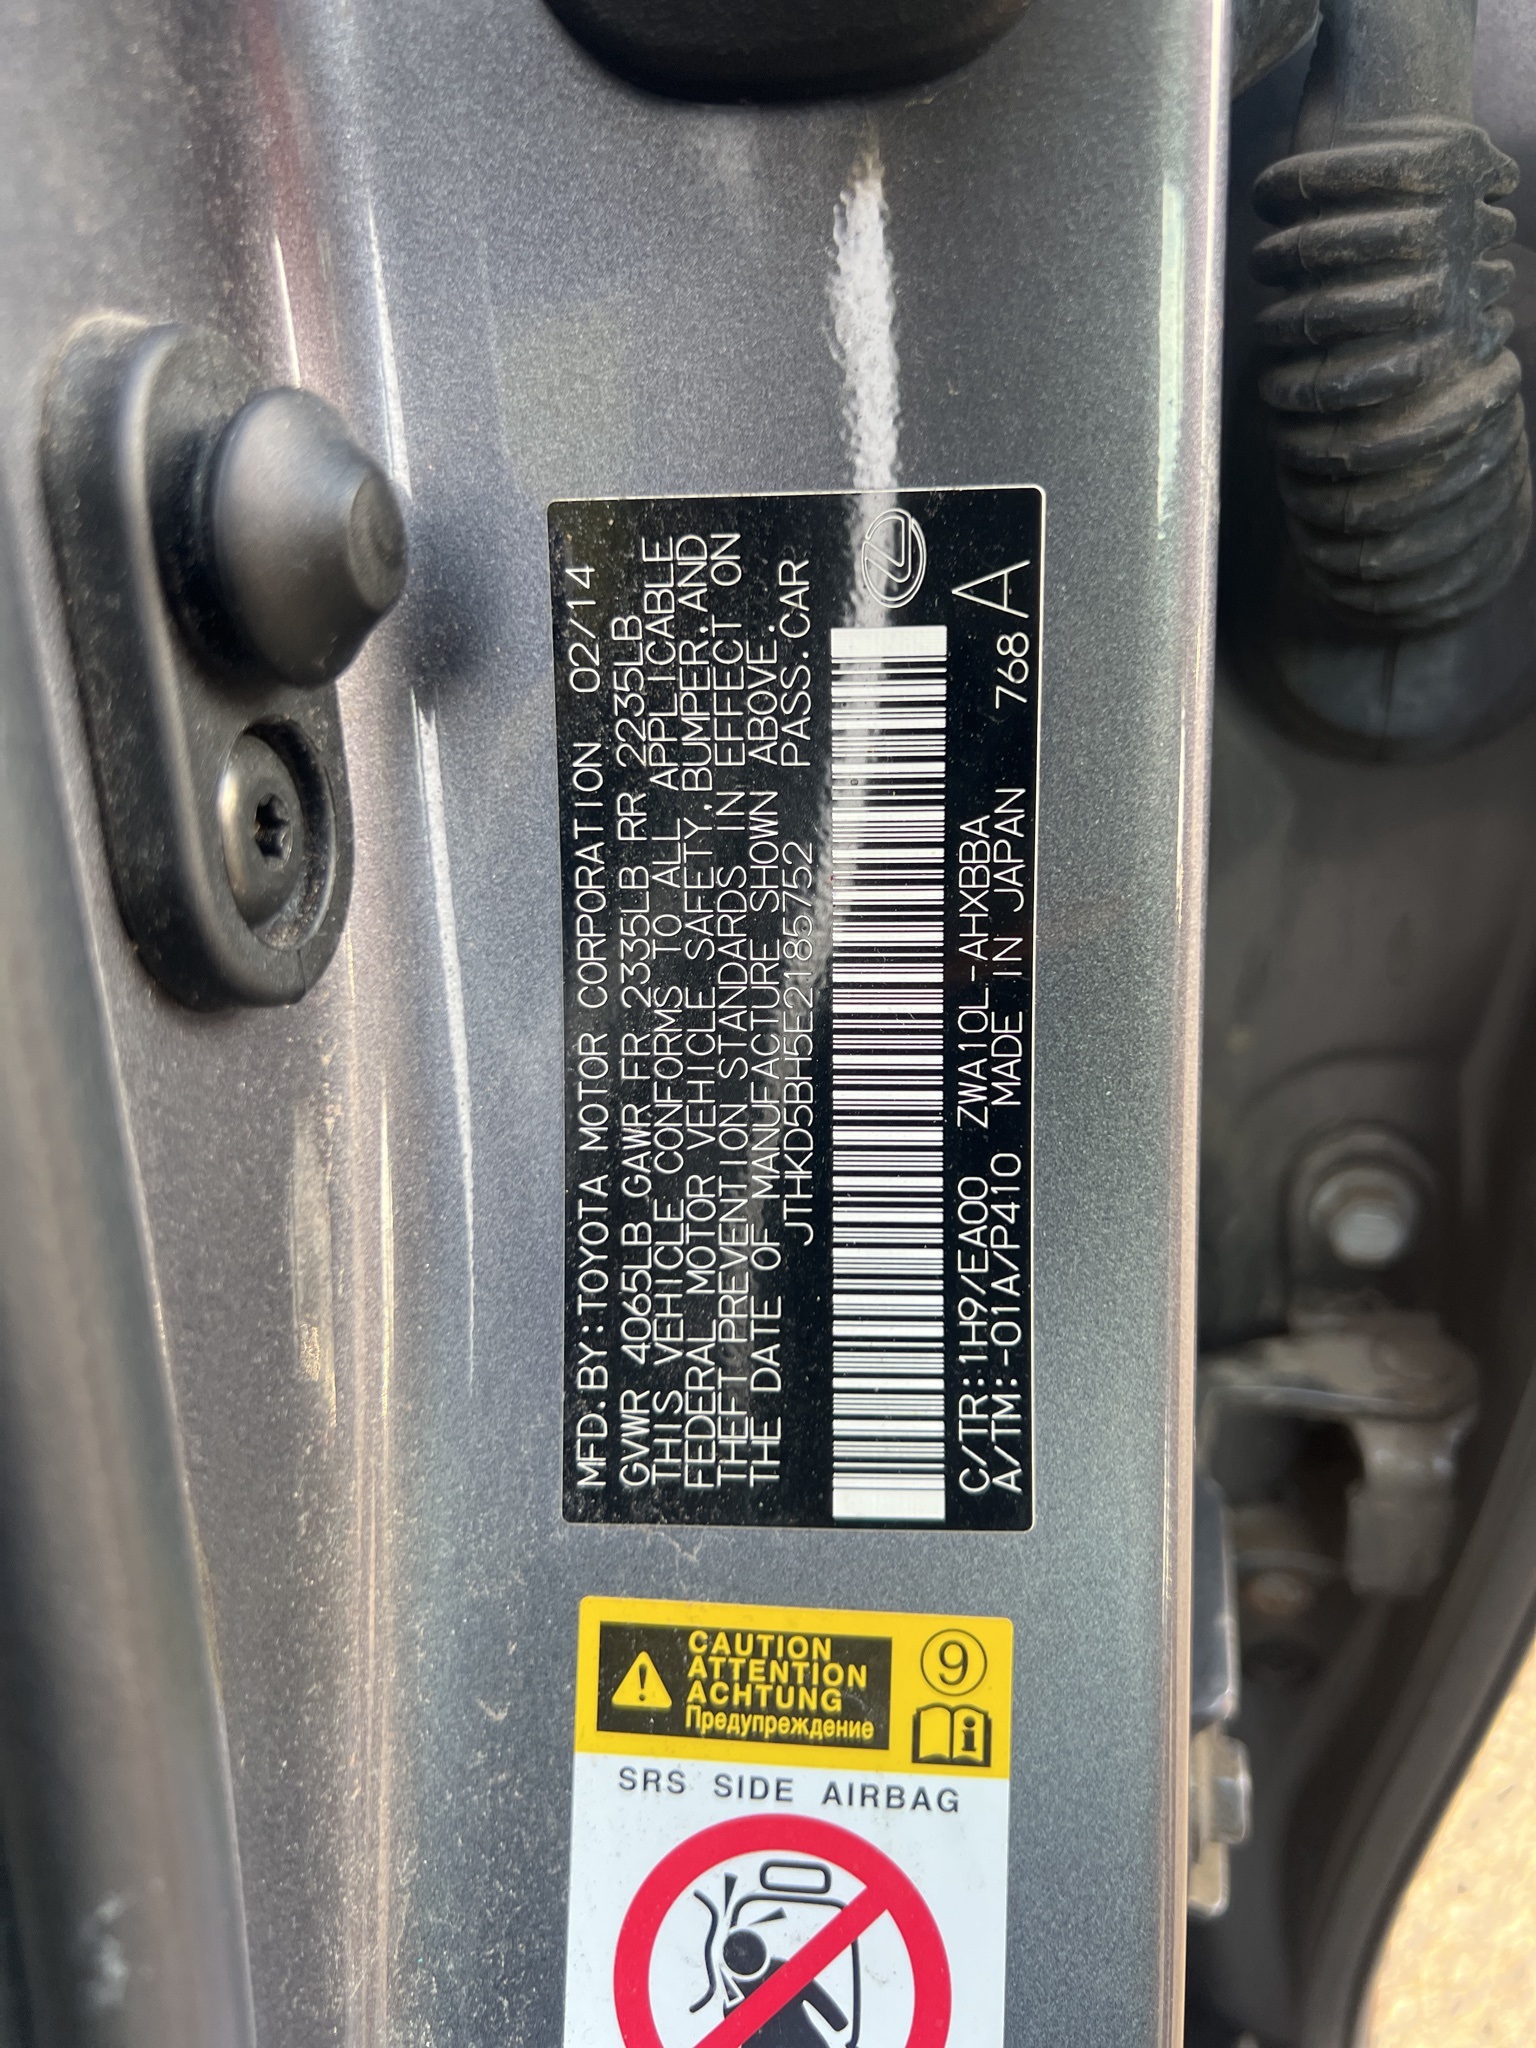 MFD.BY:TOYOTA MOTOR CORPORATION 02/14
GVWR 4065LB GAWR FR 2335LB RR 2235LB
THIS VEHICLE CONFORMS TO ALL APPLICABLE
FEDERAL MOTOR VEHICLE SAFETY,BUMPER,AND
THEFT PREVENTION STANDARDS IN EFFECT ON
THE DATE OF MANUFACTURE SHOWN ABOVE.
JTHKD5BH5E2185752 PASS.CAR
C/TR:1H9/EA00 ZWA10L-AHXBBA
A/TM:-01A/P410 MADE IN JAPAN 768 A
CAUTION
ATTENTION
ACHTUNG
Предупреждение
9
i
SRS SIDE AIRBAG